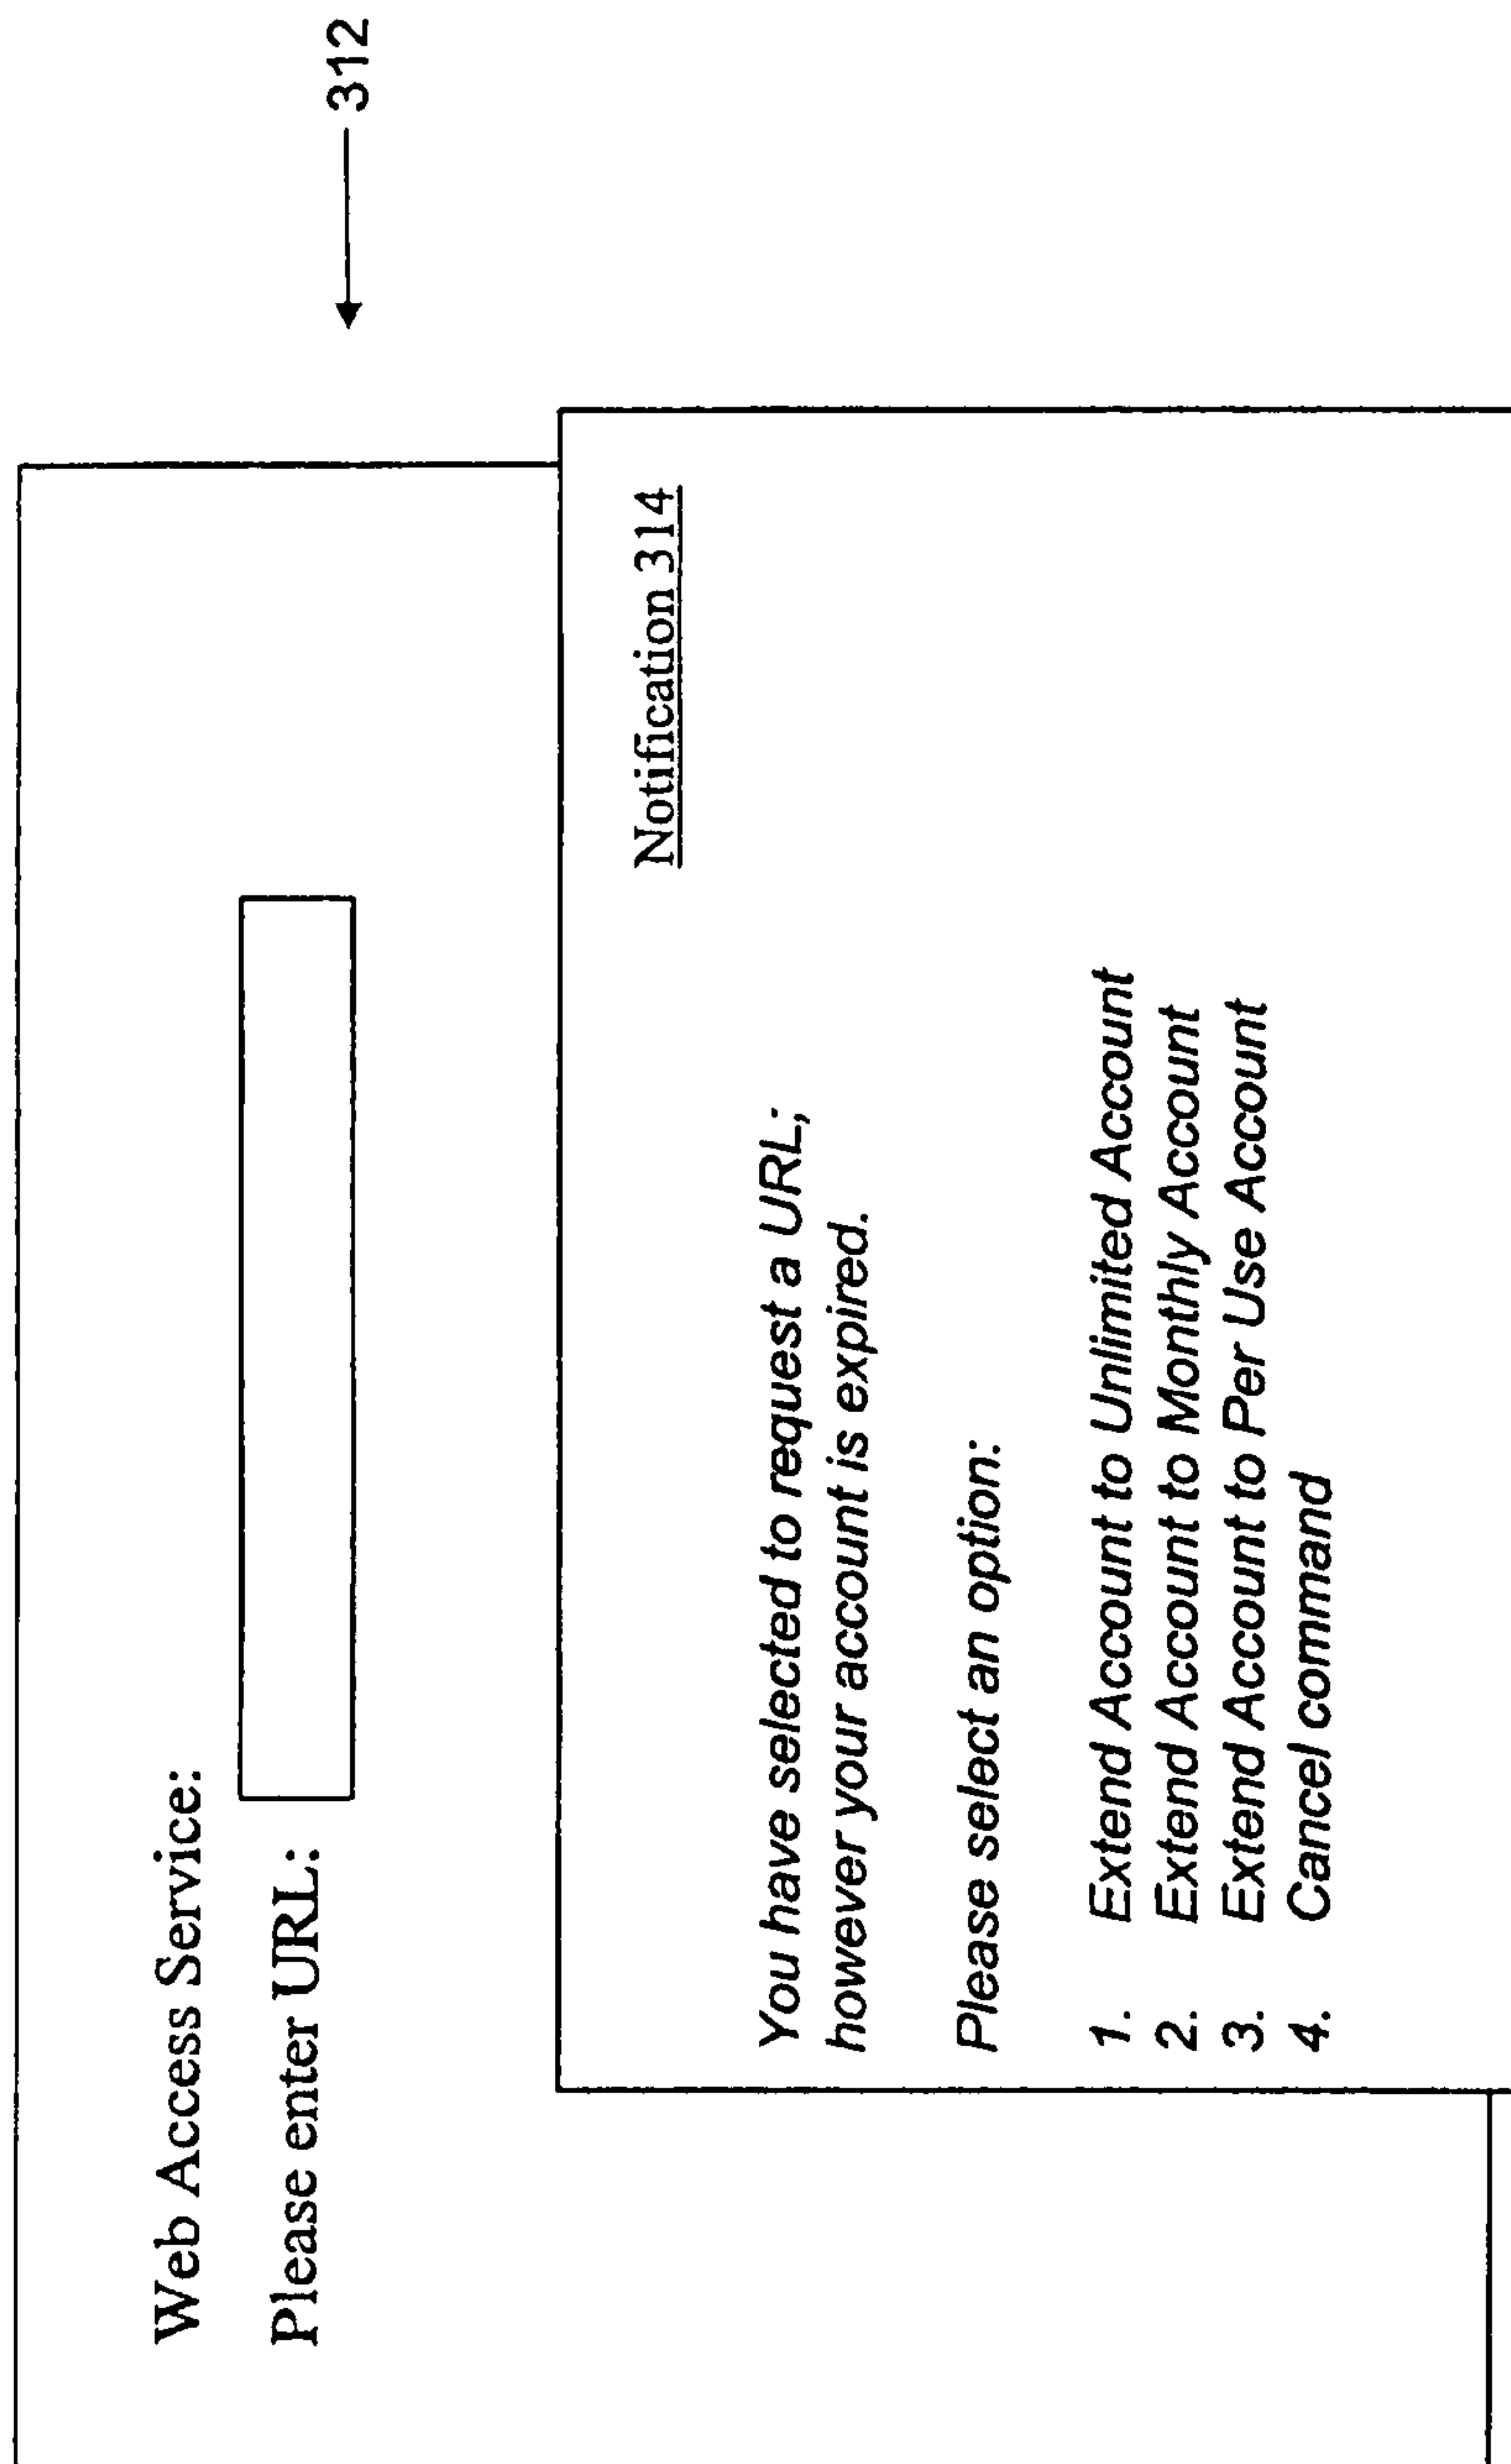 312
Web Access Service:
Please enter URL:
Notification 314
You have selected to request a URL;
however your account is expired.
Please select an option:
1. Extend Account to Unlimited Account
2. Extend Account to Monthly Account
3. Extend Account to Per Use Account
4. Cancel command